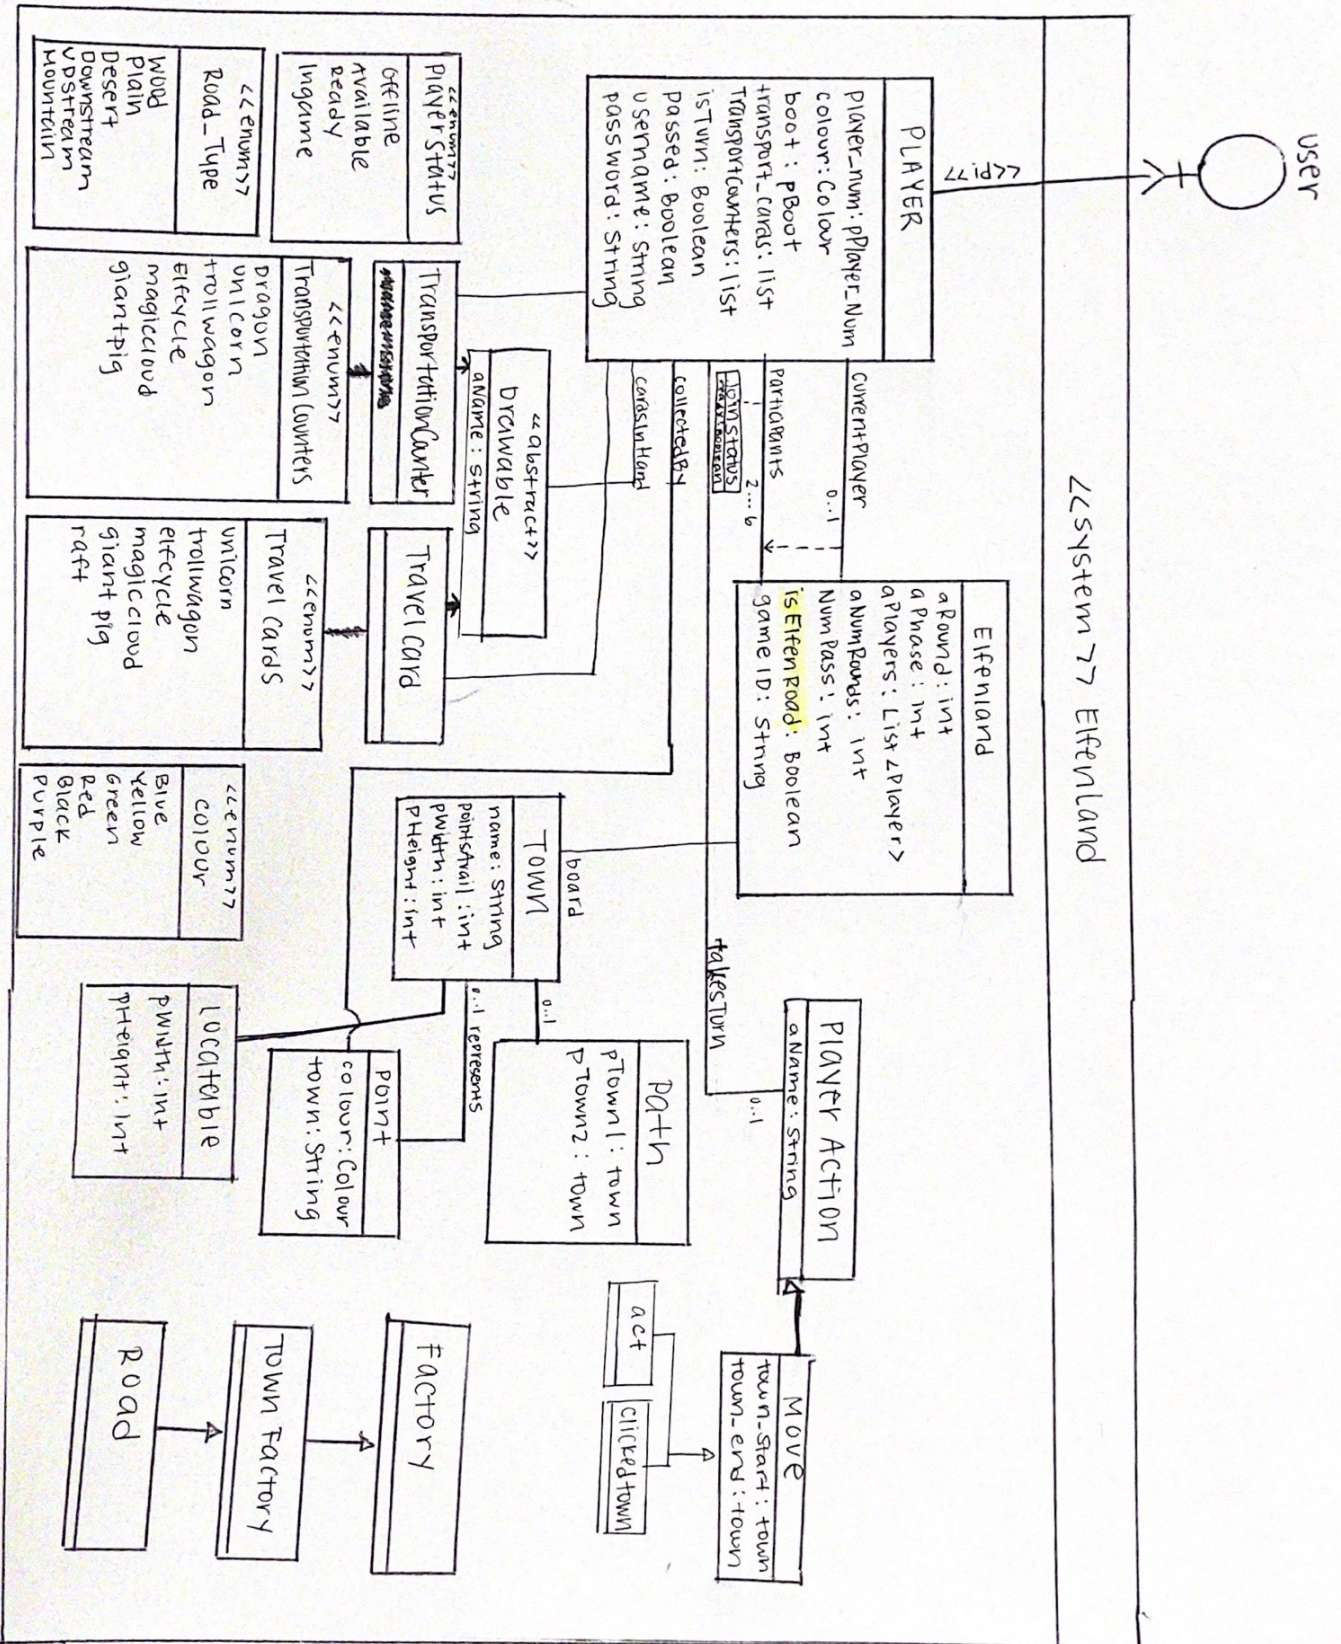 user
<<system>> Elfenland
<<id>>
PLAYER
Player_num: pPlayer_Num
colour: Colour
boot: pBoot
transport_cards: list
TransportCounters: list
isTurn: Boolean
passed: Boolean
username: String
password: String
currentPlayer
0..1
Participants
2...6
Joinstatus
collectedBy
cardsInHand
Elfenland
aRound: int
aPhase: int
aPlayers: List<Player>
aNumRounds: int
NumPass: int
isElfenRoad: Boolean
gameID: String
takesTurn
0..1
Player Action
aName: String
Move
town_Start: town
town_end: town
act
clickedtown
<<enum>>
PlayerStatus
Offline
Available
Ready
Ingame
<<enum>>
Road_Type
Wood
Plain
Desert
Downstream
Upstream
Mountain
<<abstract>>
Drawable
aName: String
TransportationCounter
<<enum>>
Transportation Counters
Dragon
unicorn
trollwagon
Elfcycle
magiccloud
giantpig
Travel Card
<<enum>>
Travel Cards
unicorn
trollwagon
elfcycle
magiccloud
giant pig
raft
board
TOWN
name: String
pointsAvail: int
pWidth: int
pHeight: int
0..1
0..1 represents
Path
pTown1: town
pTown2: town
Point
colour: Colour
town: String
<<enum>>
colour
Blue
Yellow
Green
Red
Black
Purple
Locatable
pWidth: int
pHeight: int
Factory
Town Factory
Road